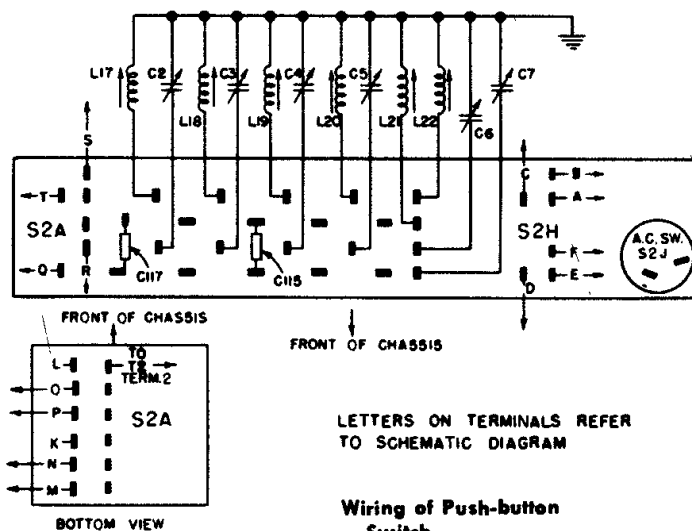 L17 C2 C3 C4 C5 C7
L18 L19 L20 L21 L22 C6
S
G B
T A
S2A S2H A.C. SW.
S2J
F
Q R C117 C115 E
D
FRONT OF CHASSIS
FRONT OF CHASSIS
L TO
T2
TERM. 2
O
P S2A
K
N
M
BOTTOM VIEW
LETTERS ON TERMINALS REFER
TO SCHEMATIC DIAGRAM
Wiring of Push-button